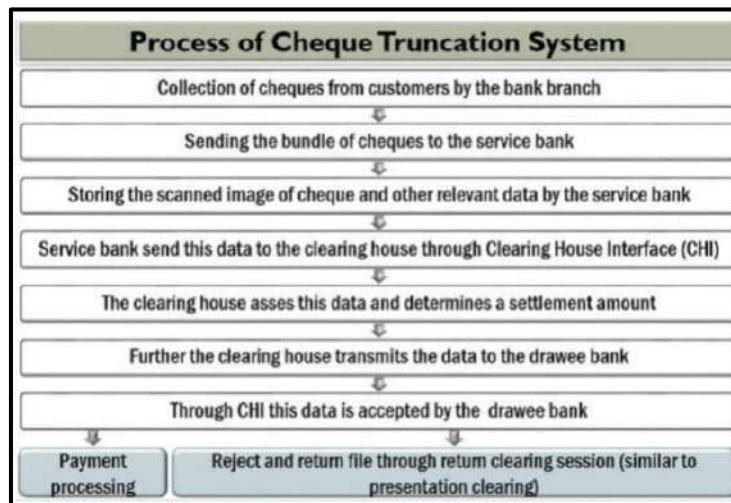 Process of Cheque Truncation System
Collection of cheques from customers by the bank branch
Sending the bundle of cheques to the service bank
Storing the scanned image of cheque and other relevant data by the service bank
Service bank send this data to the clearing house through Clearing House Interface (CHI)
The clearing house asses this data and determines a settlement amount
Further the clearing house transmits the data to the drawee bank
Through CHI this data is accepted by the drawee bank
Payment
processing
Reject and return file through return clearing session (similar to
presentation clearing)